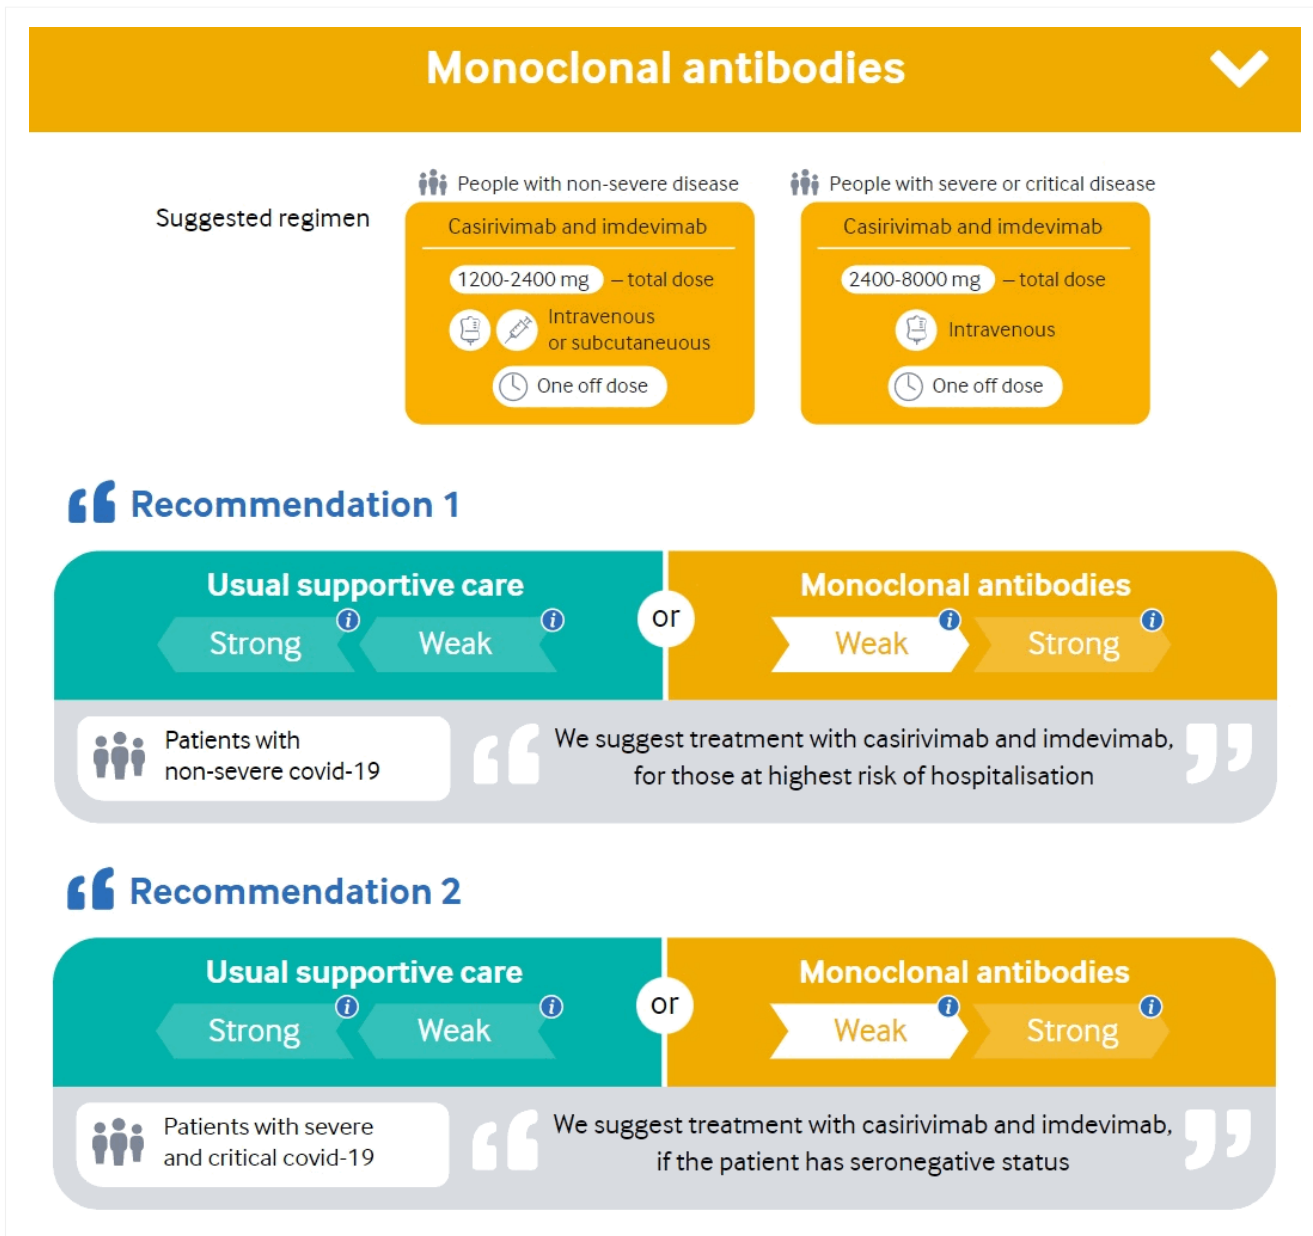 Monoclonal antibodies
Suggested regimen
People with non-severe disease
Casirivimab and imdevimab
1200-2400 mg – total dose
Intravenous
or subcutaneuous
One off dose
People with severe or critical disease
Casirivimab and imdevimab
2400-8000 mg – total dose
Intravenous
One off dose
“ Recommendation 1
Usual supportive care
Strong i
Weak i
or
Monoclonal antibodies
Weak i
Strong i
Patients with
non-severe covid-19
“ We suggest treatment with casirivimab and imdevimab,
for those at highest risk of hospitalisation ”
“ Recommendation 2
Usual supportive care
Strong i
Weak i
or
Monoclonal antibodies
Weak i
Strong i
Patients with severe
and critical covid-19
“ We suggest treatment with casirivimab and imdevimab,
if the patient has seronegative status ”